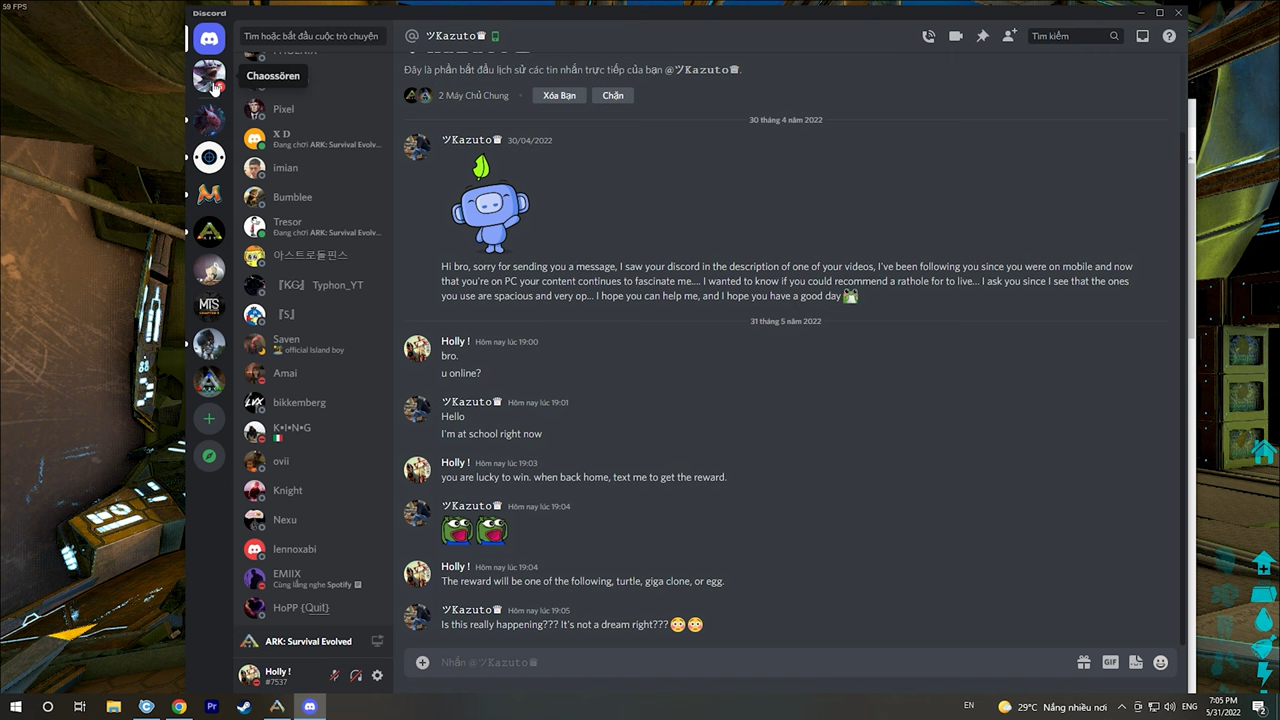 59 FPS
Discord
Tìm hoặc bắt đầu cuộc trò chuyện
@ ツKazuto♕
Tìm kiếm
Chaossören
Pixel
X D
Đang chơi ARK: Survival Evolv...
imian
Bumblee
Tresor
Đang chơi ARK: Survival Evolv...
아스트로돌핀스
『K̶G̶』 Typhon_YT
『S』
Saven
official Island boy
Amai
bikkemberg
K•I•N•G
ovii
Knight
Nexu
lennoxabi
EMIIX
Cùng lắng nghe Spotify
HoPP {Quit}
ARK: Survival Evolved
Holly !
#7537
Đây là phần bắt đầu lịch sử các tin nhắn trực tiếp của bạn @ツKazuto♕.
2 Máy Chủ Chung
Xóa Bạn
Chặn
30 tháng 4 năm 2022
ツKazuto♕ 30/04/2022
Hi bro, sorry for sending you a message, I saw your discord in the description of one of your videos, I've been following you since you were on mobile and now
that you're on PC your content continues to fascinate me.... I wanted to know if you could recommend a rathole for to live... I ask you since I see that the ones
you use are spacious and very op... I hope you can help me, and I hope you have a good day
31 tháng 5 năm 2022
Holly ! Hôm nay lúc 19:00
bro.
u online?
ツKazuto♕ Hôm nay lúc 19:01
Hello
I'm at school right now
Holly ! Hôm nay lúc 19:03
you are lucky to win. when back home, text me to get the reward.
ツKazuto♕ Hôm nay lúc 19:04
Holly ! Hôm nay lúc 19:04
The reward will be one of the following, turtle, giga clone, or egg.
ツKazuto♕ Hôm nay lúc 19:05
Is this really happening??? It's not a dream right??? 😳😳
Nhắn @ツKazuto♕
GIF
MTS
EN
29°C Nắng nhiều nơi
ENG
7:05 PM
5/31/2022